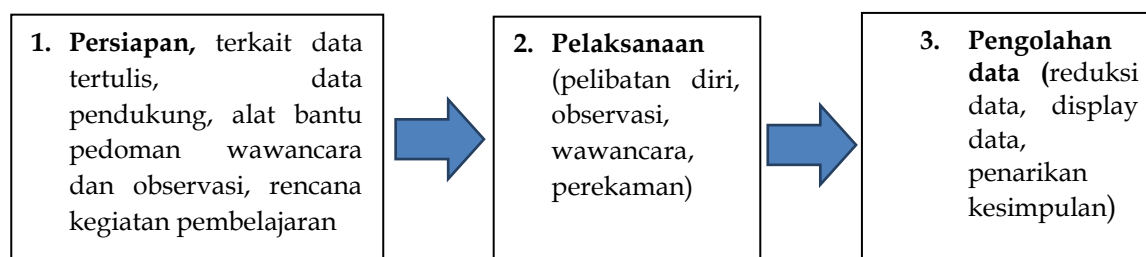 1. Persiapan, terkait data
tertulis, data
pendukung, alat bantu
pedoman wawancara
dan observasi, rencana
kegiatan pembelajaran
2. Pelaksanaan
(pelibatan diri,
observasi,
wawancara,
perekaman)
3. Pengolahan
data (reduksi
data, display
data,
penarikan
kesimpulan)